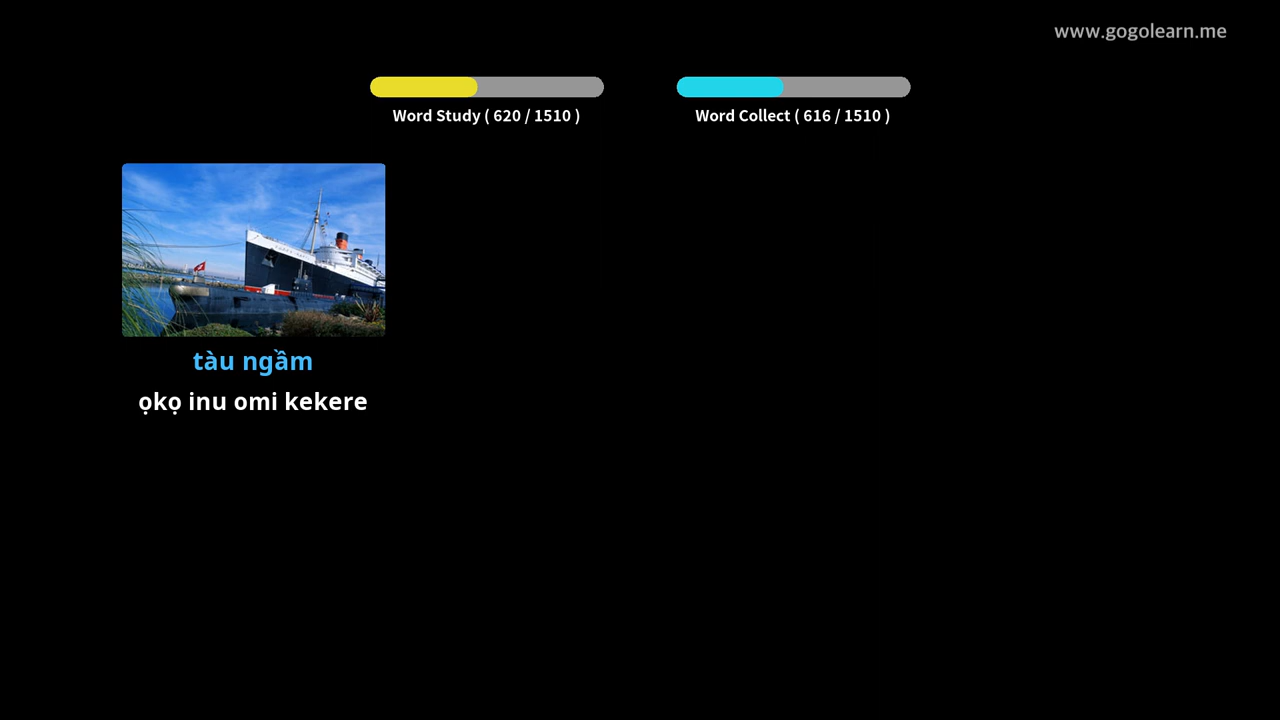 www.gogolearn.me
Word Study ( 620 / 1510 )
Word Collect ( 616 / 1510 )
tàu ngầm
ọkọ inu omi kekere